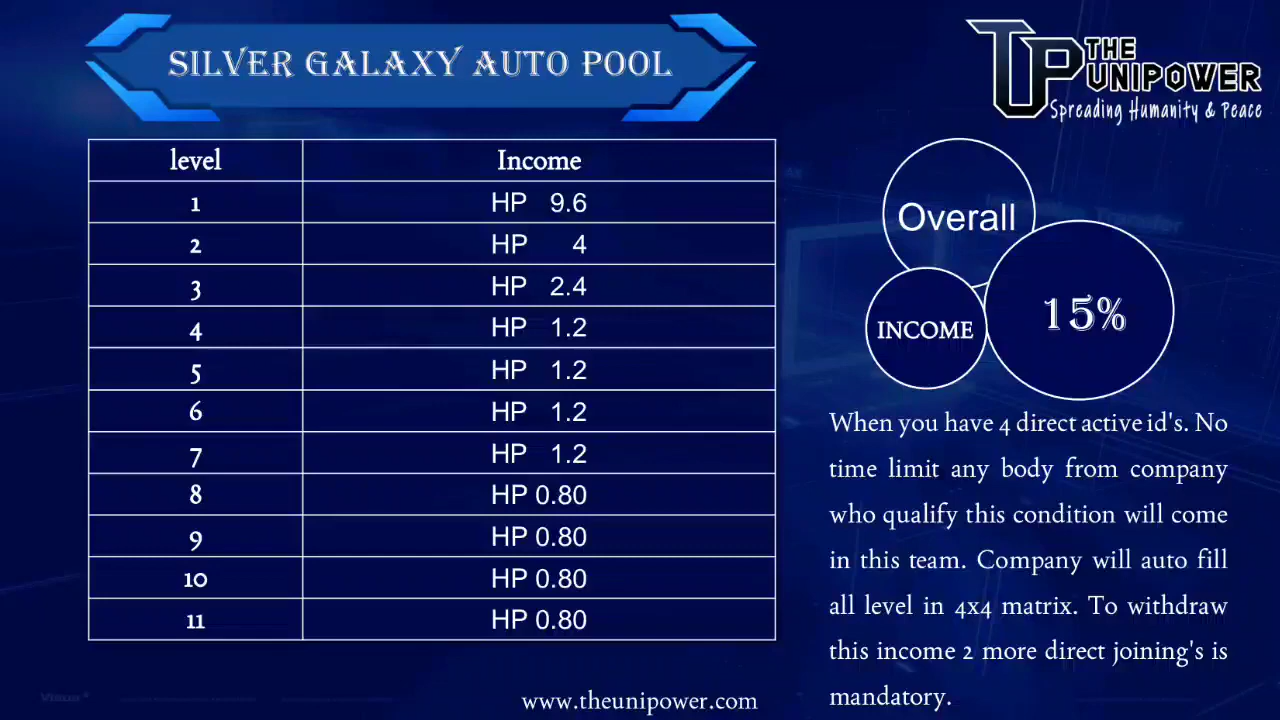 SILVER GALAXY AUTO POOL
THE
TP UNIPOWER
Spreading Humanity & Peace
level Income
1 HP 9.6
2 HP 4
3 HP 2.4
4 HP 1.2
5 HP 1.2
6 HP 1.2
7 HP 1.2
8 HP 0.80
9 HP 0.80
10 HP 0.80
11 HP 0.80
Overall
INCOME
15%
When you have 4 direct active id's. No
time limit any body from company
who qualify this condition will come
in this team. Company will auto fill
all level in 4x4 matrix. To withdraw
this income 2 more direct joining's is
mandatory.
www.theunipower.com